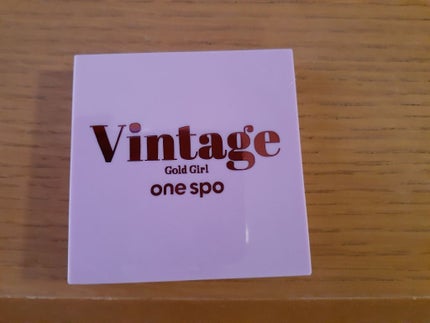 Vintage
Gold Girl
one spo